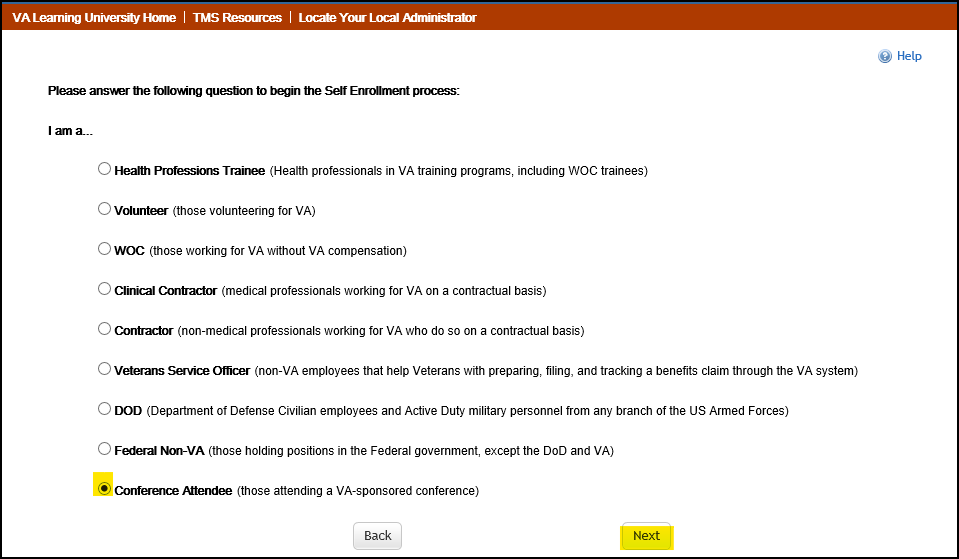 VA Learning University Home | TMS Resources | Locate Your Local Administrator
Help
Please answer the following question to begin the Self Enrollment process:
I am a...
Health Professions Trainee (Health professionals in VA training programs, including WOC trainees)
Volunteer (those volunteering for VA)
WOC (those working for VA without VA compensation)
Clinical Contractor (medical professionals working for VA on a contractual basis)
Contractor (non-medical professionals working for VA who do so on a contractual basis)
Veterans Service Officer (non-VA employees that help Veterans with preparing, filing, and tracking a benefits claim through the VA system)
DOD (Department of Defense Civilian employees and Active Duty military personnel from any branch of the US Armed Forces)
Federal Non-VA (those holding positions in the Federal government, except the DoD and VA)
Conference Attendee (those attending a VA-sponsored conference)
Back Next